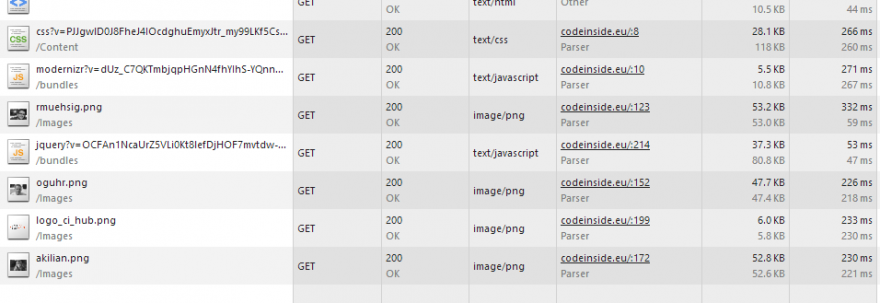 GET 200 text/html Other 10.5 KB 44 ms
OK
css?v=PJJgwID0J8FheJ4lOcdghuEmyxJtr_my99LKf5Cs... GET 200 text/css codeinside.eu/:8 28.1 KB 266 ms
/Content OK Parser 118 KB 260 ms
modernizr?v=dUz_C7QKTmbjqpHGnN4fhYlhS-YQnn... GET 200 text/javascript codeinside.eu/:10 5.5 KB 271 ms
/bundles OK Parser 10.8 KB 267 ms
rmuehsig.png GET 200 image/png codeinside.eu/:123 53.2 KB 332 ms
/Images OK Parser 53.0 KB 59 ms
jquery?v=OCFAn1NcaUrZ5VLi0Kt8lefDjHOF7mvtdw-... GET 200 text/javascript codeinside.eu/:214 37.3 KB 53 ms
/bundles OK Parser 80.8 KB 47 ms
oguhr.png GET 200 image/png codeinside.eu/:152 47.7 KB 226 ms
/Images OK Parser 47.4 KB 218 ms
logo_ci_hub.png GET 200 image/png codeinside.eu/:199 6.0 KB 233 ms
/Images OK Parser 5.8 KB 230 ms
akilian.png GET 200 image/png codeinside.eu/:172 52.8 KB 230 ms
/Images OK Parser 52.6 KB 221 ms